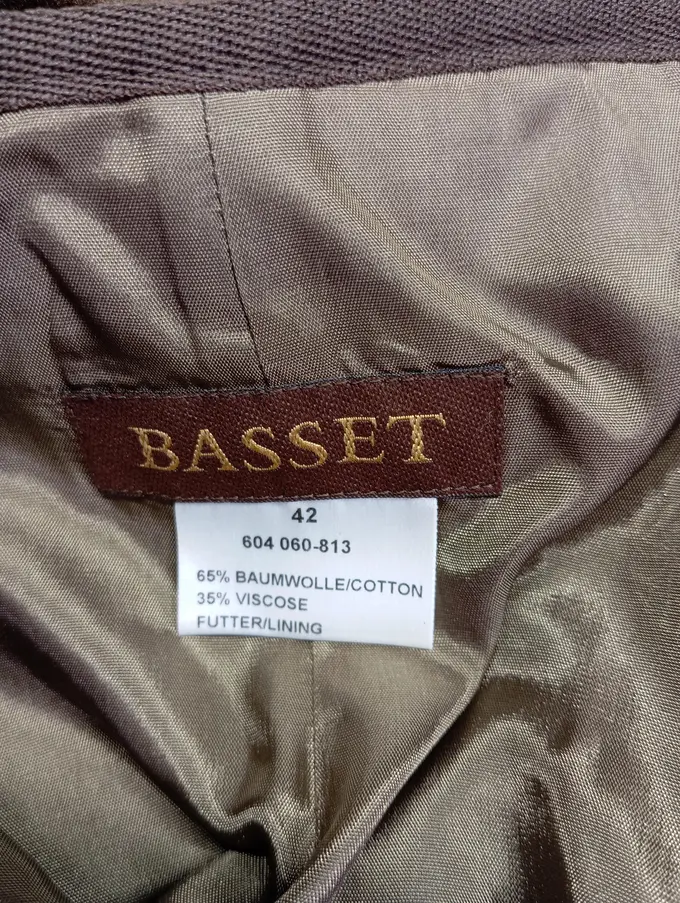 BASSET
42
604 060-813
65% BAUMWOLLE/COTTON
35% VISCOSE
FUTTER/LINING